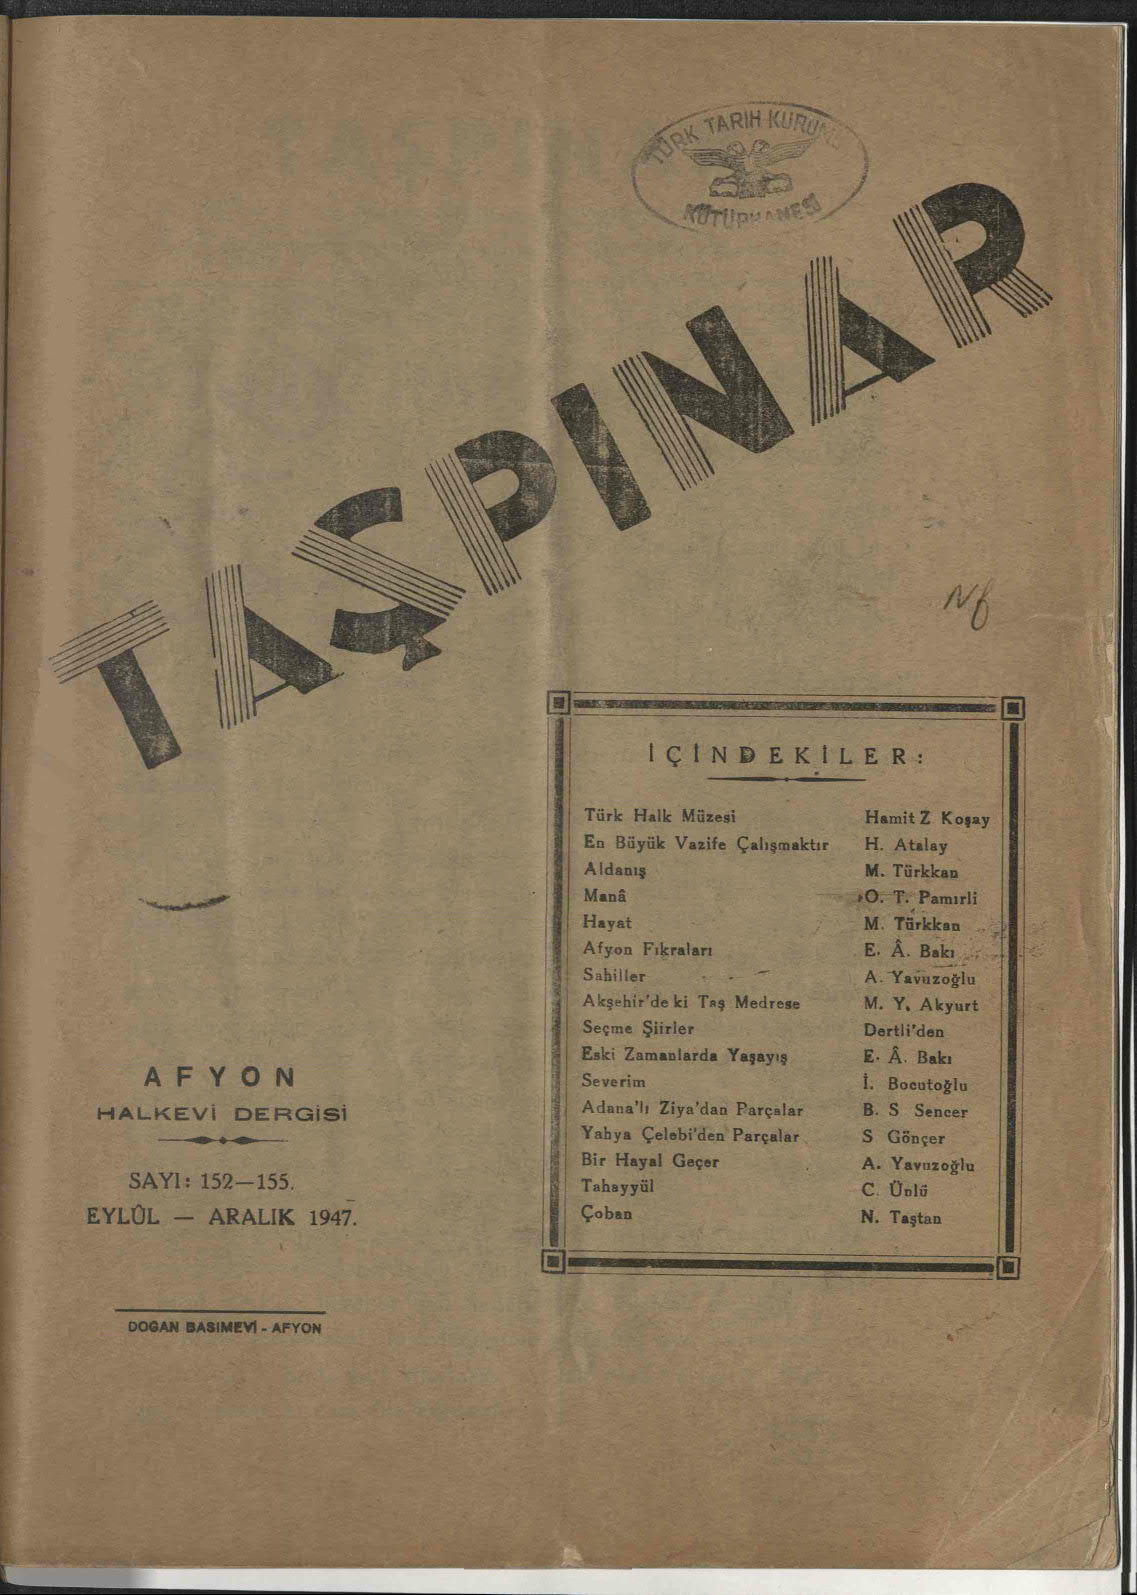 TÜRK TARIH KURUMU
KÜTÜPHANESİ
TAŞPINAR
Nf
İÇİNDEKİLER:
Türk Halk Müzesi Hamit Z Koşay
En Büyük Vazife Çalışmaktır H. Atalay
Aldanış M. Türkkan
Manâ O. T. Pamırli
Hayat M. Türkkan
Afyon Fıkraları E. Â. Bakı
Sahiller A. Yavuzoğlu
Akşehir'de ki Taş Medrese M. Y. Akyurt
Seçme Şiirler Dertli'den
Eski Zamanlarda Yaşayış E. Â. Bakı
Severim İ. Bocutoğlu
Adana'lı Ziya'dan Parçalar B. S Sencer
Yahya Çelebi'den Parçalar S Gönçer
Bir Hayal Geçer A. Yavuzoğlu
Tahayyül C. Ünlü
Çoban N. Taştan
AFYON
HALKEVİ DERGİSİ
SAYI: 152—155.
EYLÛL — ARALIK 1947.
DOĞAN BASIMEVİ - AFYON